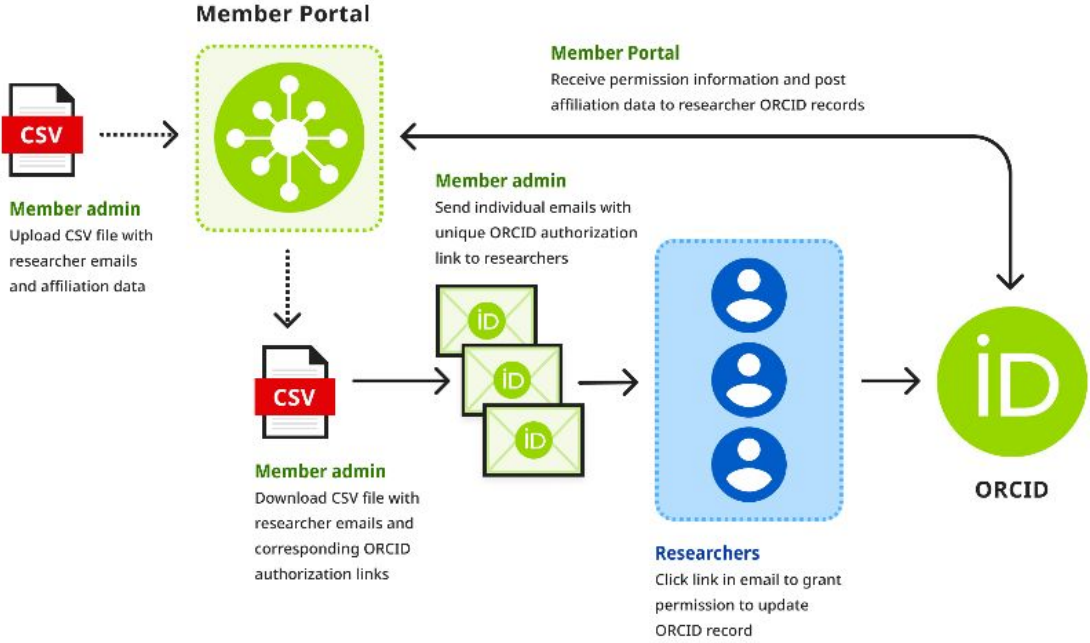 Member Portal
CSV
Member admin
Upload CSV file with
researcher emails
and affiliation data
Member Portal
Receive permission information and post
affiliation data to researcher ORCID records
Member admin
Send individual emails with
unique ORCID authorization
link to researchers
iD
iD
iD
CSV
Member admin
Download CSV file with
researcher emails and
corresponding ORCID
authorization links
Researchers
Click link in email to grant
permission to update
ORCID record
iD
ORCID